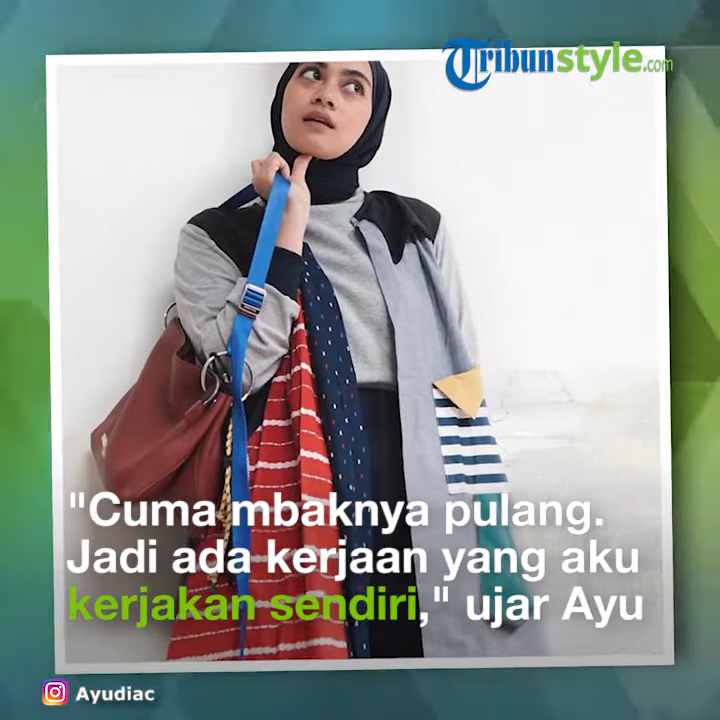 Tribunstyle.com
"Cuma mbaknya pulang.
Jadi ada kerjaan yang aku
kerjakan sendiri," ujar Ayu
Ayudiac